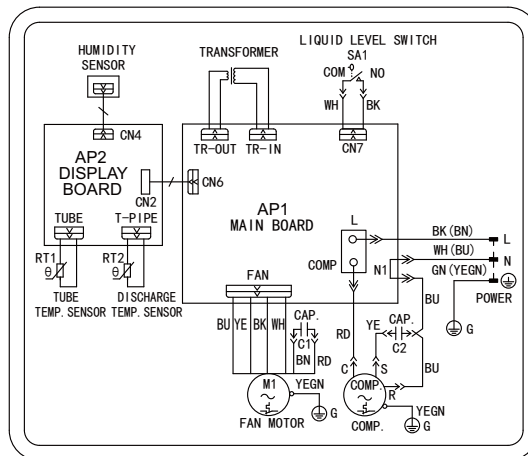 HUMIDITY
SENSOR
TRANSFORMER
LIQUID LEVEL SWITCH
SA1
COM
NO
WH
BK
CN4
TR-OUT
TR-IN
CN7
AP2
DISPLAY
BOARD
CN2
CN6
TUBE
T-PIPE
AP1
MAIN BOARD
L
COMP
BK(BN)
L
WH(BU)
N
N1
GN(YEGN)
POWER
G
RT1
θ
RT2
θ
TUBE
TEMP. SENSOR
DISCHARGE
TEMP. SENSOR
FAN
BU
YE
BK
WH
CAP.
C1
BN
RD
RD
YE
CAP.
C2
BU
BU
C
S
R
M1
YEGN
G
FAN MOTOR
COMP.
YEGN
G
COMP.